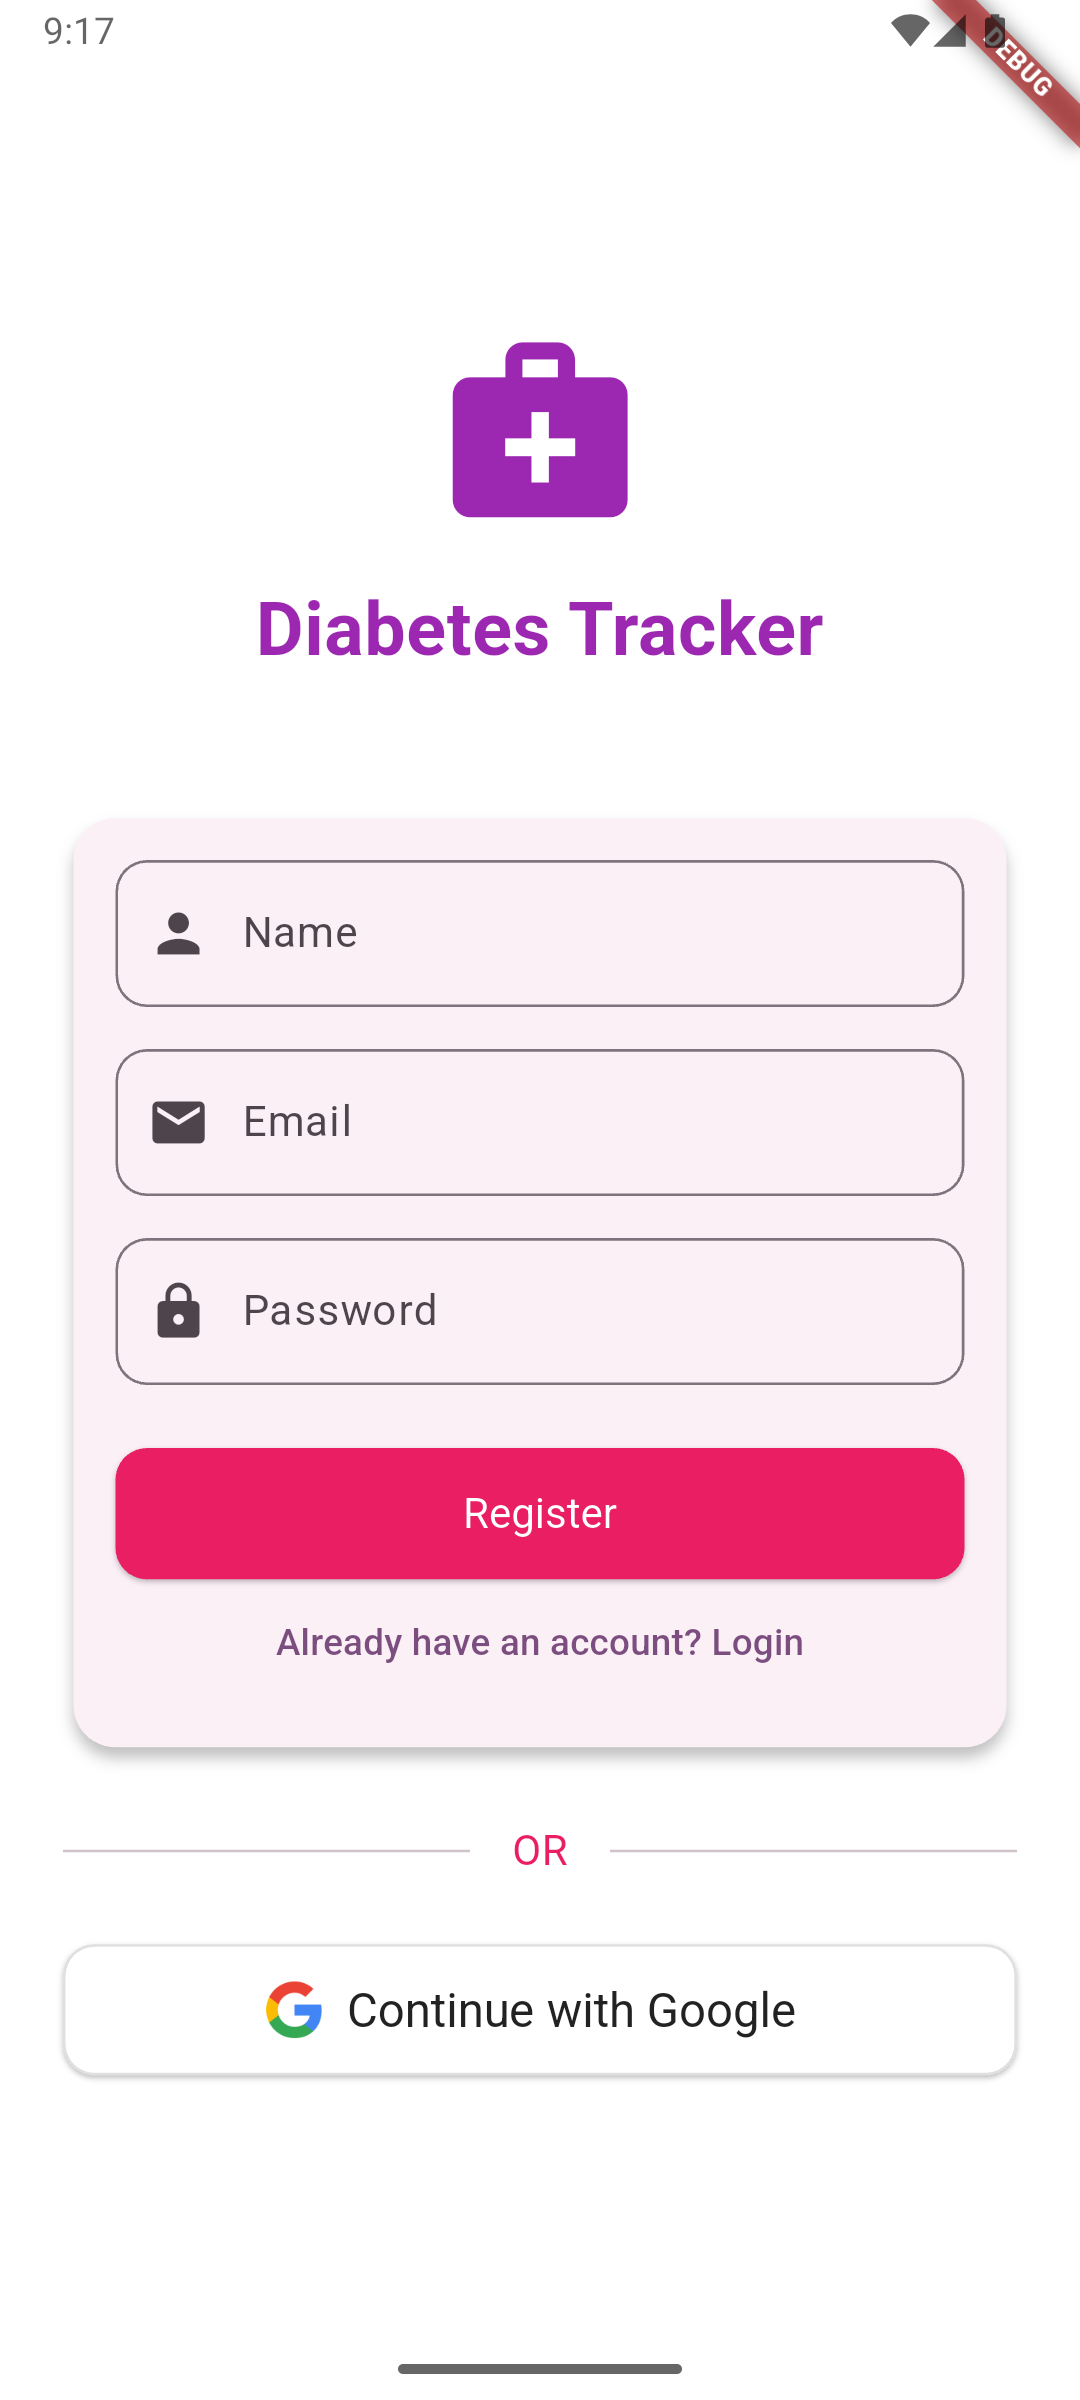 9:17
DEBUG
Diabetes Tracker
Name
Email
Password
Register
Already have an account? Login
OR
Continue with Google